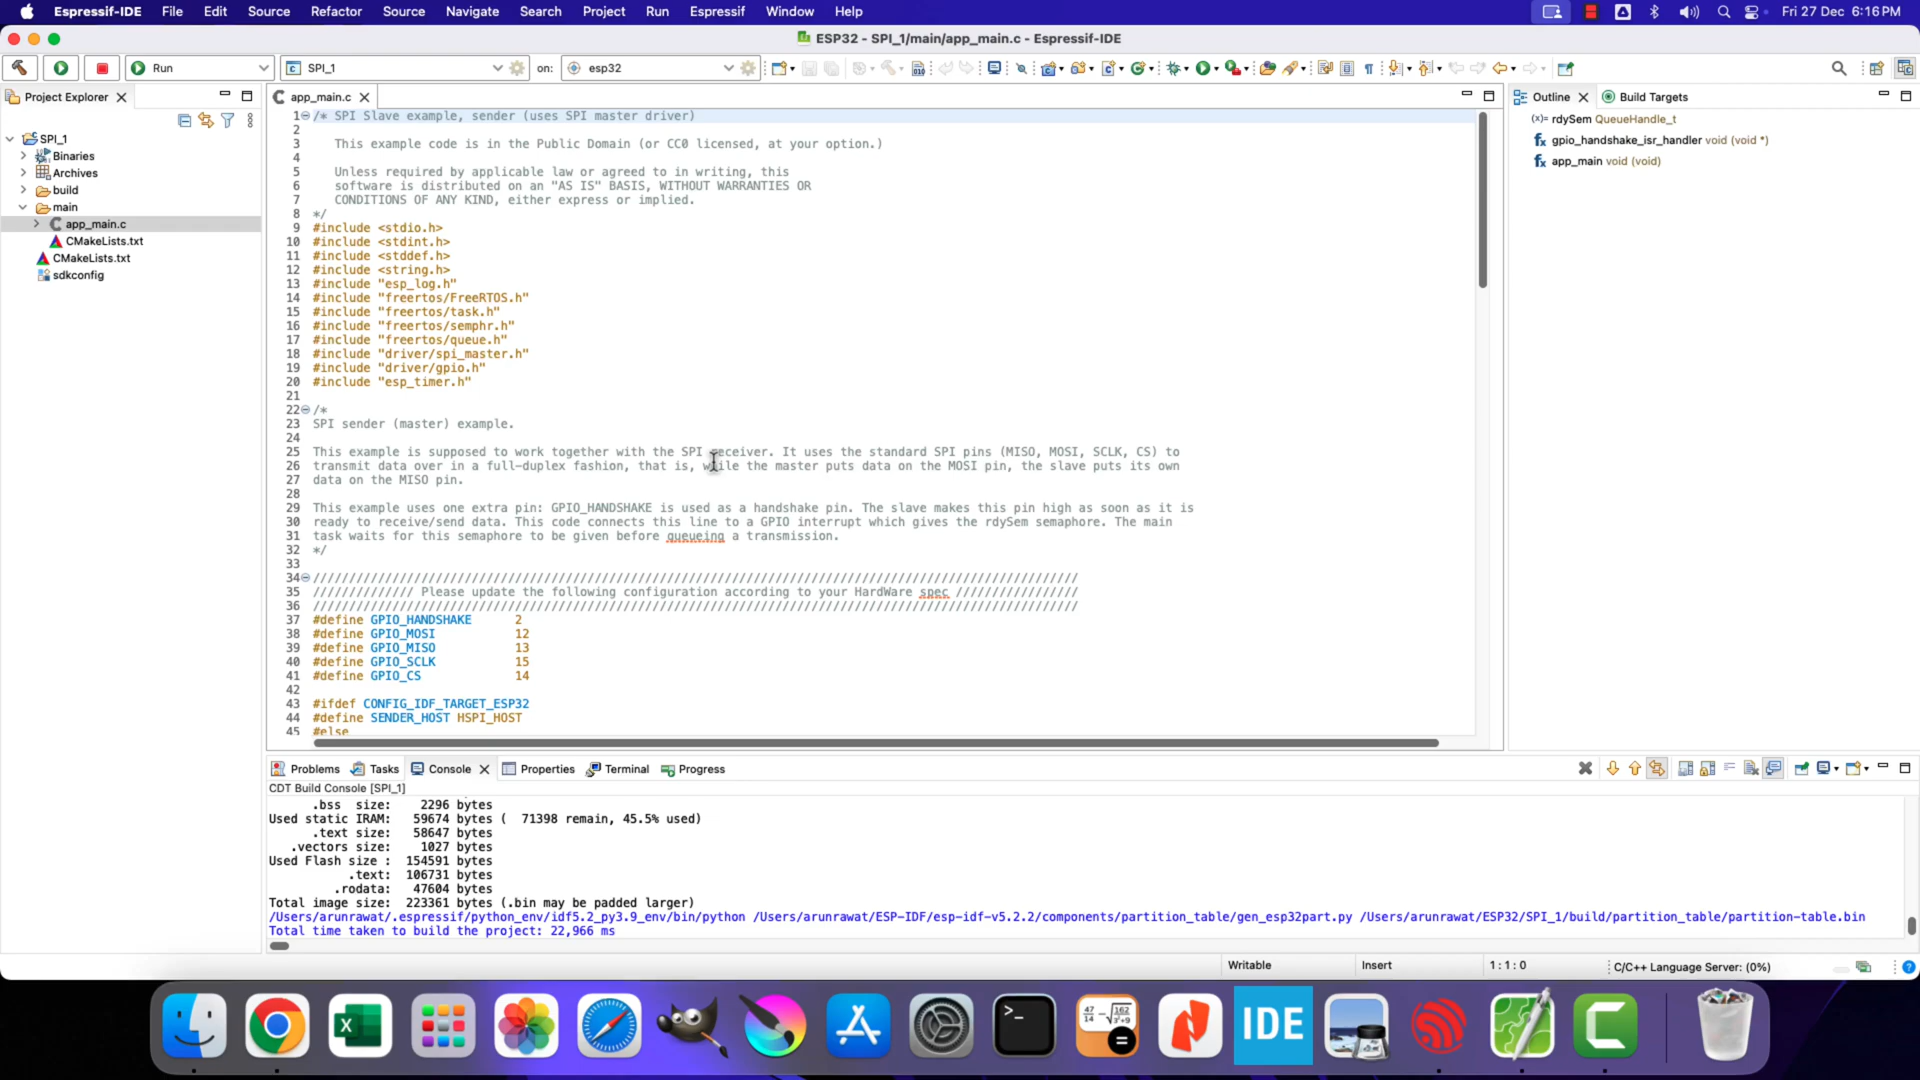 Espressif-IDE File Edit Source Refactor Source Navigate Search Project Run Espressif Window Help Fri 27 Dec 6:16 PM
ESP32 - SPI_1/main/app_main.c - Espressif-IDE
Run SPI_1 on: esp32
Project Explorer
SPI_1
Binaries
Archives
build
main
app_main.c
CMakeLists.txt
CMakeLists.txt
sdkconfig
app_main.c
1 /* SPI Slave example, sender (uses SPI master driver)
2
3 This example code is in the Public Domain (or CC0 licensed, at your option.)
4
5 Unless required by applicable law or agreed to in writing, this
6 software is distributed on an "AS IS" BASIS, WITHOUT WARRANTIES OR
7 CONDITIONS OF ANY KIND, either express or implied.
8 */
9 #include <stdio.h>
10 #include <stdint.h>
11 #include <stddef.h>
12 #include <string.h>
13 #include "esp_log.h"
14 #include "freertos/FreeRTOS.h"
15 #include "freertos/task.h"
16 #include "freertos/semphr.h"
17 #include "freertos/queue.h"
18 #include "driver/spi_master.h"
19 #include "driver/gpio.h"
20 #include "esp_timer.h"
21
22 /*
23 SPI sender (master) example.
24
25 This example is supposed to work together with the SPI receiver. It uses the standard SPI pins (MISO, MOSI, SCLK, CS) to
26 transmit data over in a full-duplex fashion, that is, while the master puts data on the MOSI pin, the slave puts its own
27 data on the MISO pin.
28
29 This example uses one extra pin: GPIO_HANDSHAKE is used as a handshake pin. The slave makes this pin high as soon as it is
30 ready to receive/send data. This code connects this line to a GPIO interrupt which gives the rdySem semaphore. The main
31 task waits for this semaphore to be given before queueing a transmission.
32 */
33
34 //////////////////////////////////////////////////////////////////////////////////////////////////////////
35 ////////////// Please update the following configuration according to your HardWare spec /////////////////
36 //////////////////////////////////////////////////////////////////////////////////////////////////////////
37 #define GPIO_HANDSHAKE 2
38 #define GPIO_MOSI 12
39 #define GPIO_MISO 13
40 #define GPIO_SCLK 15
41 #define GPIO_CS 14
42
43 #ifdef CONFIG_IDF_TARGET_ESP32
44 #define SENDER_HOST HSPI_HOST
45 #else
Outline Build Targets
rdySem QueueHandle_t
gpio_handshake_isr_handler void (void *)
app_main void (void)
Problems Tasks Console Properties Terminal Progress
CDT Build Console [SPI_1]
.bss size: 2296 bytes
Used static IRAM: 59674 bytes ( 71398 remain, 45.5% used)
.text size: 58647 bytes
.vectors size: 1027 bytes
Used Flash size : 154591 bytes
.text: 106731 bytes
.rodata: 47604 bytes
Total image size: 223361 bytes (.bin may be padded larger)
/Users/arunrawat/.espressif/python_env/idf5.2_py3.9_env/bin/python /Users/arunrawat/ESP-IDF/esp-idf-v5.2.2/components/partition_table/gen_esp32part.py /Users/arunrawat/ESP32/SPI_1/build/partition_table/partition-table.bin
Total time taken to build the project: 22,966 ms
Writable Insert 1 : 1 : 0 C/C++ Language Server: (0%)
IDE